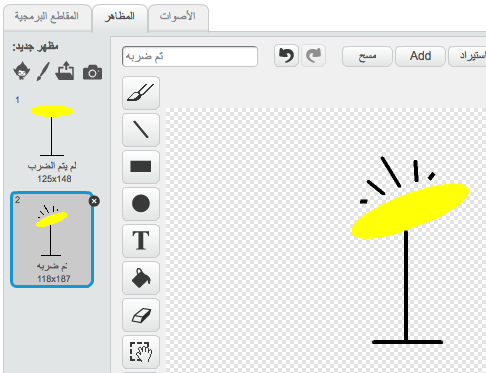 الأصوات
المظاهر
المقاطع البرمجية
مظهر جديد:
تم ضربه
مسح
Add
استيراد
1
لم يتم الضرب
125x148
2
تم ضربه
118x187
T